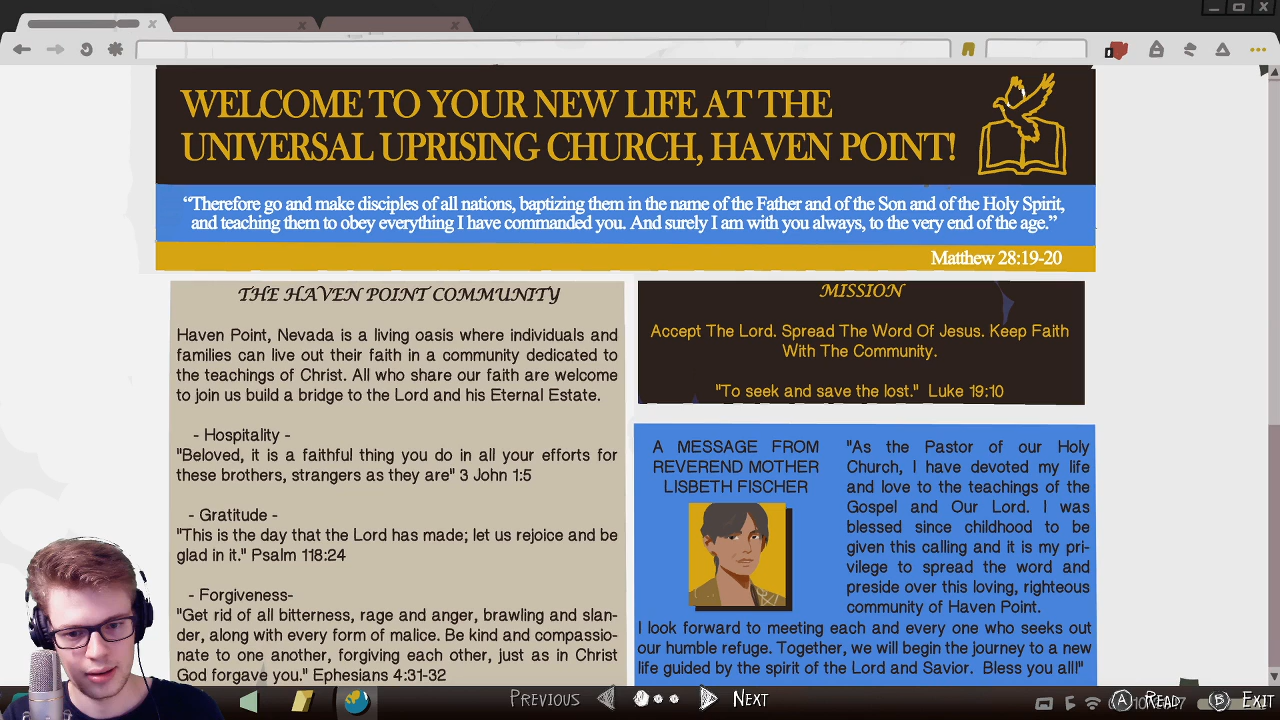 WELCOME TO YOUR NEW LIFE AT THE
UNIVERSAL UPRISING CHURCH, HAVEN POINT!
“Therefore go and make disciples of all nations, baptizing them in the name of the Father and of the Son and of the Holy Spirit,
and teaching them to obey everything I have commanded you. And surely I am with you always, to the very end of the age.”
Matthew 28:19-20
THE HAVEN POINT COMMUNITY
Haven Point, Nevada is a living oasis where individuals and
families can live out their faith in a community dedicated to
the teachings of Christ. All who share our faith are welcome
to join us build a bridge to the Lord and his Eternal Estate.
- Hospitality -
"Beloved, it is a faithful thing you do in all your efforts for
these brothers, strangers as they are" 3 John 1:5
- Gratitude -
"This is the day that the Lord has made; let us rejoice and be
glad in it." Psalm 118:24
- Forgiveness-
"Get rid of all bitterness, rage and anger, brawling and slan-
der, along with every form of malice. Be kind and compassio-
nate to one another, forgiving each other, just as in Christ
God forgave you." Ephesians 4:31-32
MISSION
Accept The Lord. Spread The Word Of Jesus. Keep Faith
With The Community.
"To seek and save the lost." Luke 19:10
A MESSAGE FROM
REVEREND MOTHER
LISBETH FISCHER
"As the Pastor of our Holy
Church, I have devoted my life
and love to the teachings of the
Gospel and Our Lord. I was
blessed since childhood to be
given this calling and it is my pri-
vilege to spread the word and
preside over this loving, righteous
community of Haven Point.
I look forward to meeting each and every one who seeks out
our humble refuge. Together, we will begin the journey to a new
life guided by the spirit of the Lord and Savior. Bless you all!"
PREVIOUS
NEXT
A READ
B EXIT